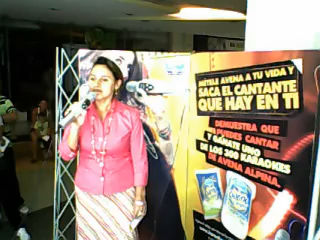 MÉTELE AVENA A TU VIDA Y
SACA EL CANTANTE
QUE HAY EN TI
DEMUESTRA QUE
PUEDES CANTAR
Y GÁNATE UNO
DE LOS 300 KARAOKES
DE AVENA ALPINA.